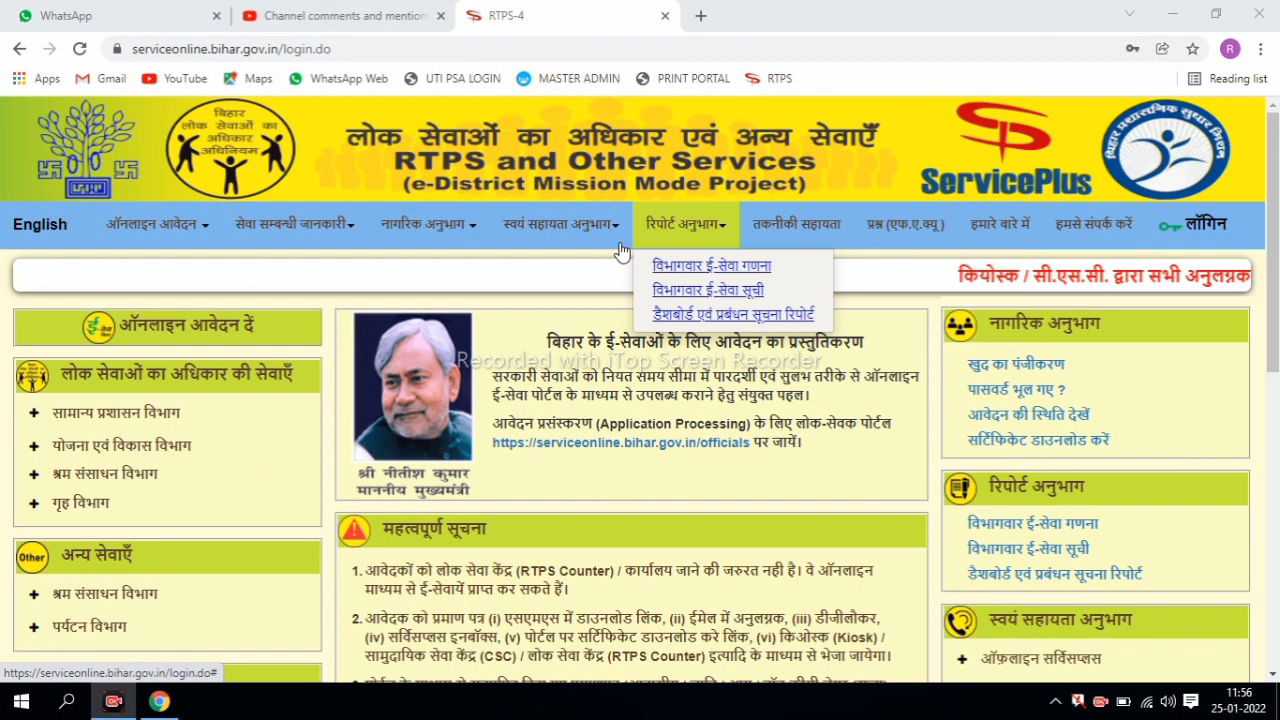 WhatsApp
Channel comments and mention
RTPS-4
serviceonline.bihar.gov.in/login.do
R
Apps
Gmail
YouTube
Maps
WhatsApp Web
UTI PSA LOGIN
MASTER ADMIN
PRINT PORTAL
RTPS
Reading list
बिहार
लोक सेवाओं का
अधिकार
अधिनियम
लोक सेवाओं का अधिकार एवं अन्य सेवाएँ
RTPS and Other Services
(e-District Mission Mode Project)
ServicePlus
बिहार प्रशासनिक सुधार मिशन
English
ऑनलाइन आवेदन
सेवा सम्बन्धी जानकारी
नागरिक अनुभाग
स्वयं सहायता अनुभाग
रिपोर्ट अनुभाग
तकनीकी सहायता
प्रश्न (एफ.ए.क्यू)
हमारे बारे में
हमसे संपर्क करें
लॉगिन
विभागवार ई-सेवा गणना
विभागवार ई-सेवा सूची
डैशबोर्ड एवं प्रबंधन सूचना रिपोर्ट
कियोस्क / सी.एस.सी. द्वारा सभी अनुलग्नक
ऑनलाइन आवेदन दें
लोक सेवाओं का अधिकार की सेवाएँ
+ सामान्य प्रशासन विभाग
+ योजना एवं विकास विभाग
+ श्रम संसाधन विभाग
+ गृह विभाग
Other
अन्य सेवाएँ
+ श्रम संसाधन विभाग
+ पर्यटन विभाग
श्री नीतीश कुमार
माननीय मुख्यमंत्री
बिहार के ई-सेवाओं के लिए आवेदन का प्रस्तुतिकरण
Recorded with iTop Screen Recorder
सरकारी सेवाओं को नियत समय सीमा में पारदर्शी एवं सुलभ तरीके से ऑनलाइन
ई-सेवा पोर्टल के माध्यम से उपलब्ध कराने हेतु संयुक्त पहल।
आवेदन प्रसंस्करण (Application Processing) के लिए लोक-सेवक पोर्टल
https://serviceonline.bihar.gov.in/officials पर जायें।
महत्वपूर्ण सूचना
1. आवेदकों को लोक सेवा केंद्र (RTPS Counter) / कार्यालय जाने की जरुरत नही है। वे ऑनलाइन
माध्यम से ई-सेवायें प्राप्त कर सकते हैं।
2. आवेदक को प्रमाण पत्र (i) एसएमएस में डाउनलोड लिंक, (ii) ईमेल में अनुलग्नक, (iii) डीजीलौकर,
(iv) सर्विसप्लस इनबॉक्स, (v) पोर्टल पर सर्टिफिकेट डाउनलोड करे लिंक, (vi) किओस्क (Kiosk) /
सामुदायिक सेवा केंद्र (CSC) / लोक सेवा केंद्र (RTPS Counter) इत्यादि के माध्यम से भेजा जायेगा।
नागरिक अनुभाग
खुद का पंजीकरण
पासवर्ड भूल गए ?
आवेदन की स्थिति देखें
सर्टिफिकेट डाउनलोड करें
रिपोर्ट अनुभाग
विभागवार ई-सेवा गणना
विभागवार ई-सेवा सूची
डैशबोर्ड एवं प्रबंधन सूचना रिपोर्ट
स्वयं सहायता अनुभाग
+ ऑफ़लाइन सर्विसप्लस
https://serviceonline.bihar.gov.in/login.do#
11:56
25-01-2022